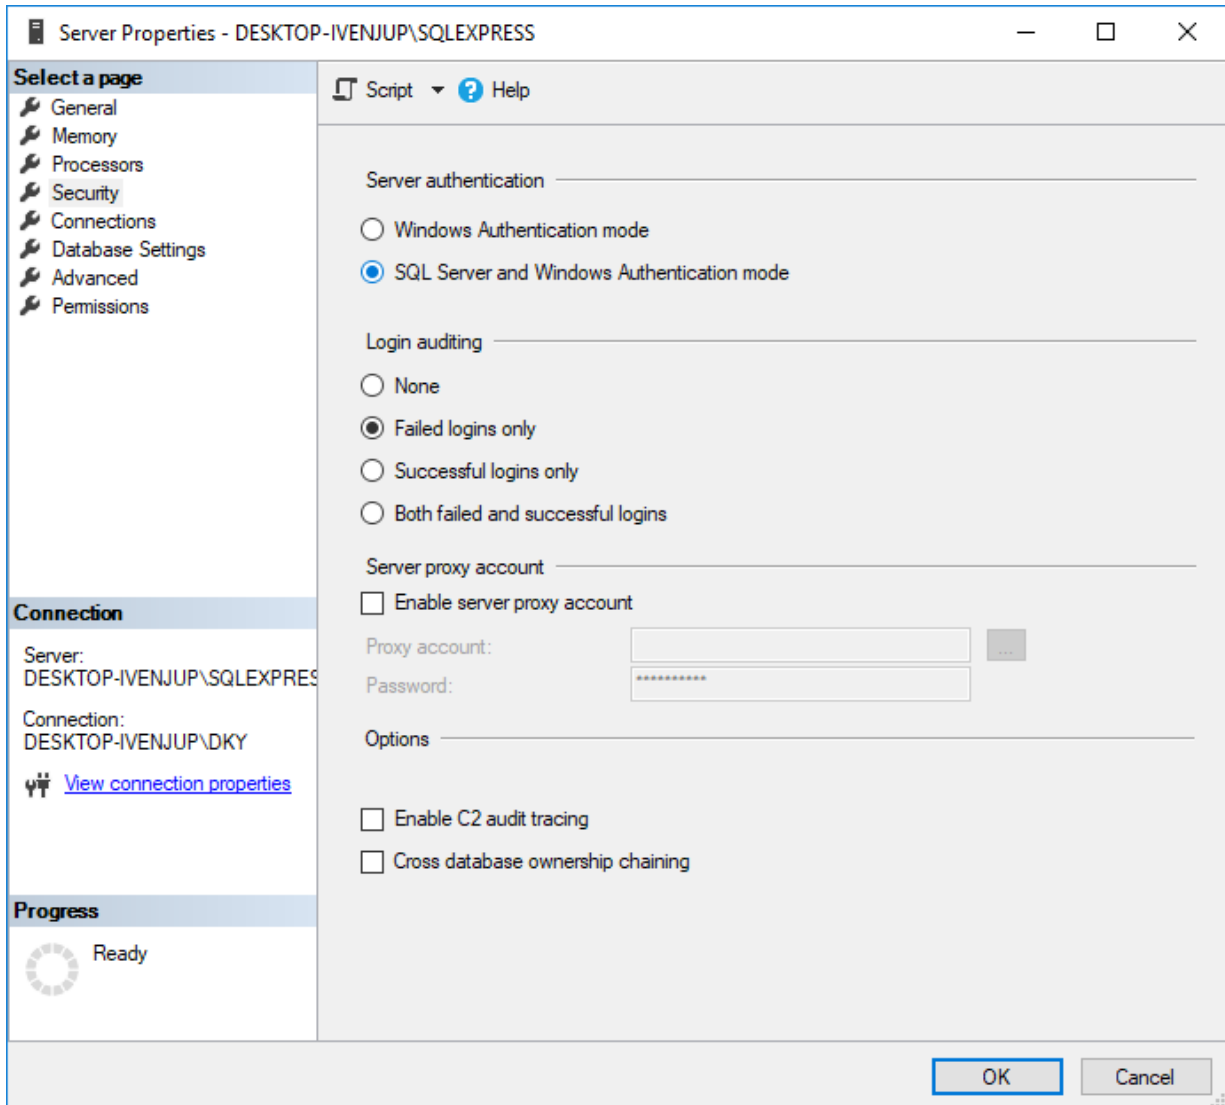 Server Properties - DESKTOP-IVENJUP\SQLEXPRESS
Select a page
General
Memory
Processors
Security
Connections
Database Settings
Advanced
Permissions
Connection
Server:
DESKTOP-IVENJUP\SQLEXPRES
Connection:
DESKTOP-IVENJUP\DKY
View connection properties
Progress
Ready
Script
Help
Server authentication
Windows Authentication mode
SQL Server and Windows Authentication mode
Login auditing
None
Failed logins only
Successful logins only
Both failed and successful logins
Server proxy account
Enable server proxy account
Proxy account:
...
Password:
**********
Options
Enable C2 audit tracing
Cross database ownership chaining
OK
Cancel